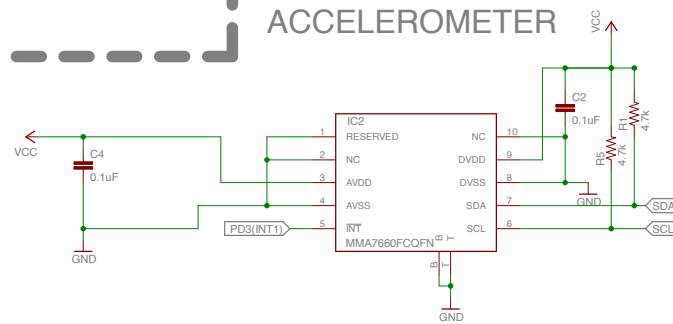 ACCELEROMETER
VCC
IC2
C2
0.1uF
R1
4.7k
R5
4.7k
VCC
C4
0.1uF
GND
1 RESERVED
2 NC
3 AVDD
4 AVSS
5 INT
NC 10
DVDD 9
DVSS 8
SDA 7
SCL 6
MMA7660FCQFN
B
T
B
T
PD3(INT1)
GND
SDA
SCL
GND